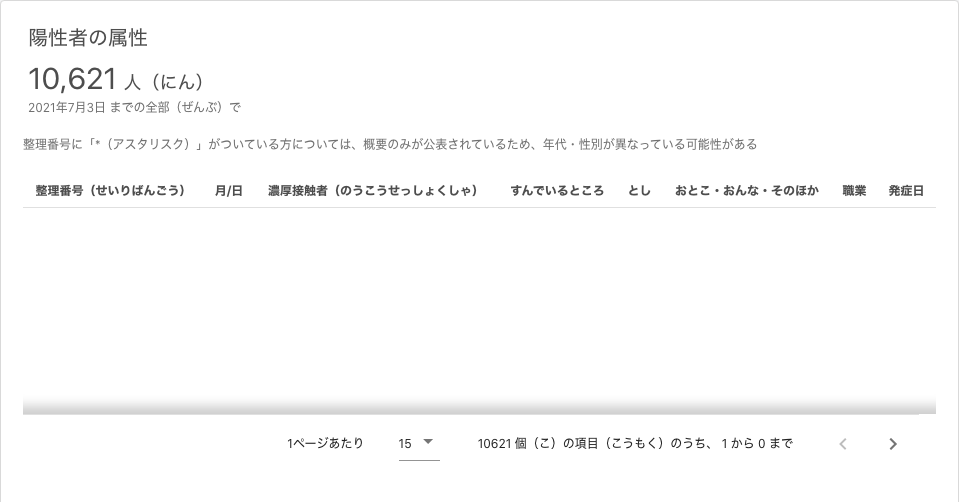 陽性者の属性
10,621 人（にん）
2021年7月3日 までの全部（ぜんぶ）で
整理番号に「*（アスタリスク）」がついている方については、概要のみが公表されているため、年代・性別が異なっている可能性がある
整理番号（せいりばんごう） 月/日 濃厚接触者（のうこうせっしょくしゃ） すんでいるところ とし おとこ・おんな・そのほか 職業 発症日
1ページあたり 15 10621 個（こ）の項目（こうもく）のうち、 1 から 0 まで